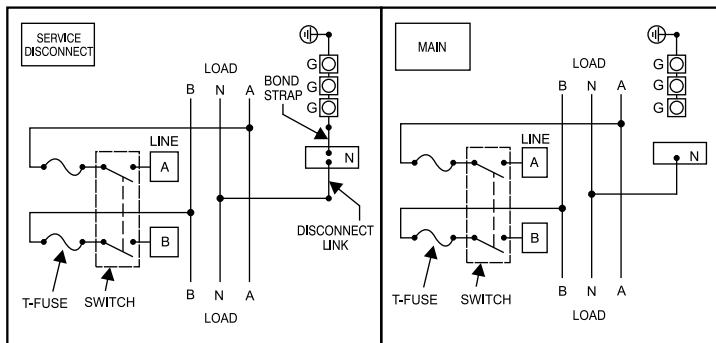 SERVICE
DISCONNECT
LOAD
B N A
BOND
STRAP
G
G
G
LINE
A
N
B
DISCONNECT
LINK
T-FUSE
SWITCH
B N A
LOAD
MAIN
LOAD
B N A
G
G
G
LINE
A
N
B
T-FUSE
SWITCH
B N A
LOAD